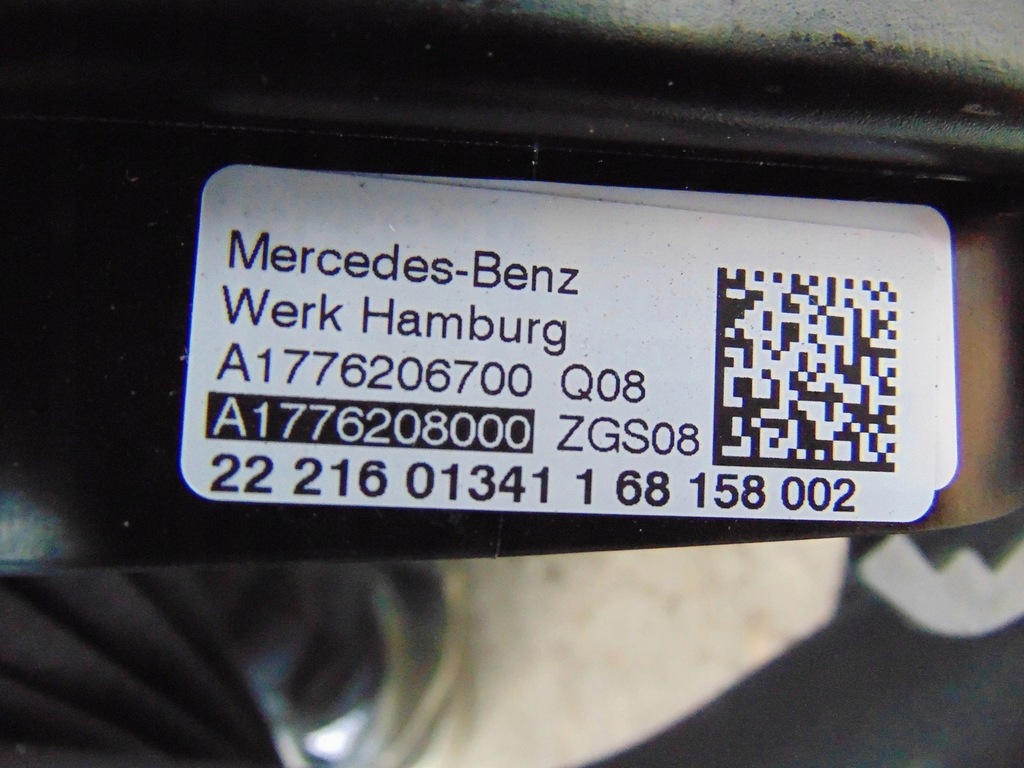 Mercedes-Benz
Werk Hamburg
A1776206700 Q08
A1776208000 ZGS08
22 216 01341 1 68 158 002